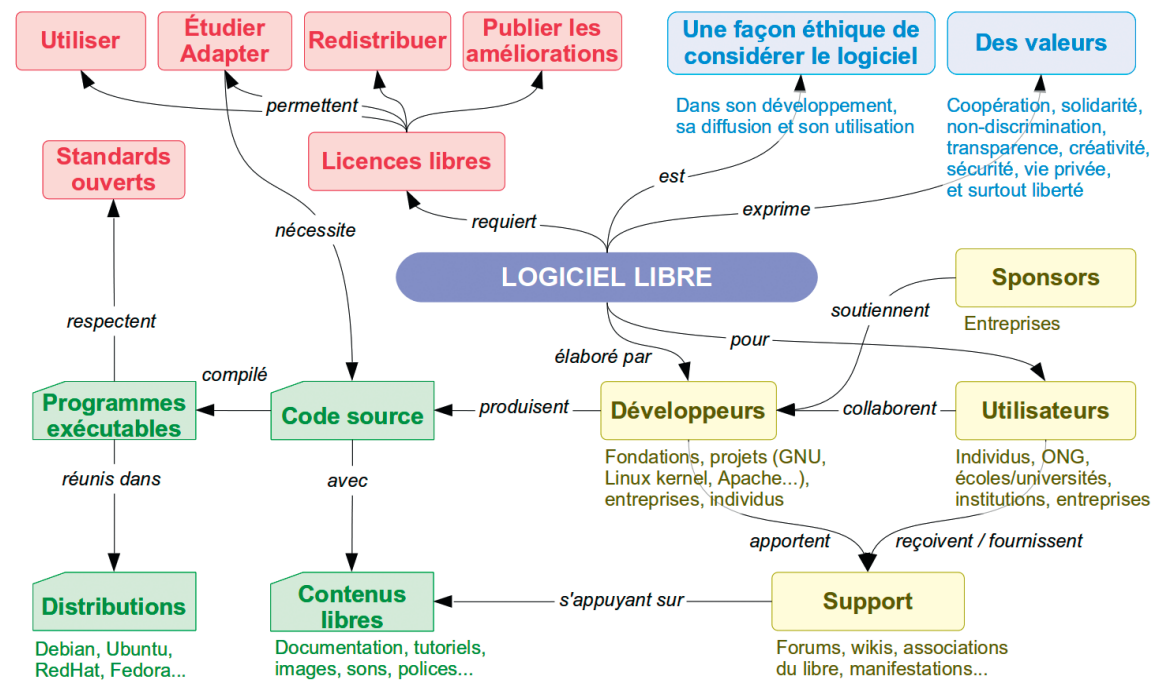 Utiliser
Étudier
Adapter
Redistribuer
Publier les
améliorations
Une façon éthique de
considérer le logiciel
Des valeurs
permettent
Dans son développement,
sa diffusion et son utilisation
Coopération, solidarité,
non-discrimination,
transparence, créativité,
sécurité, vie privée,
et surtout liberté
Standards
ouverts
Licences libres
est
exprime
nécessite
requiert
LOGICIEL LIBRE
Sponsors
Entreprises
soutiennent
respectent
élaboré par
pour
compilé
Programmes
exécutables
Code source
produisent
Développeurs
collaborent
Utilisateurs
Fondations, projets (GNU,
Linux kernel, Apache...),
entreprises, individus
Individus, ONG,
écoles/universités,
institutions, entreprises
réunis dans
avec
apportent
reçoivent / fournissent
Distributions
Contenus
libres
s'appuyant sur
Support
Debian, Ubuntu,
RedHat, Fedora...
Documentation, tutoriels,
images, sons, polices...
Forums, wikis, associations
du libre, manifestations...